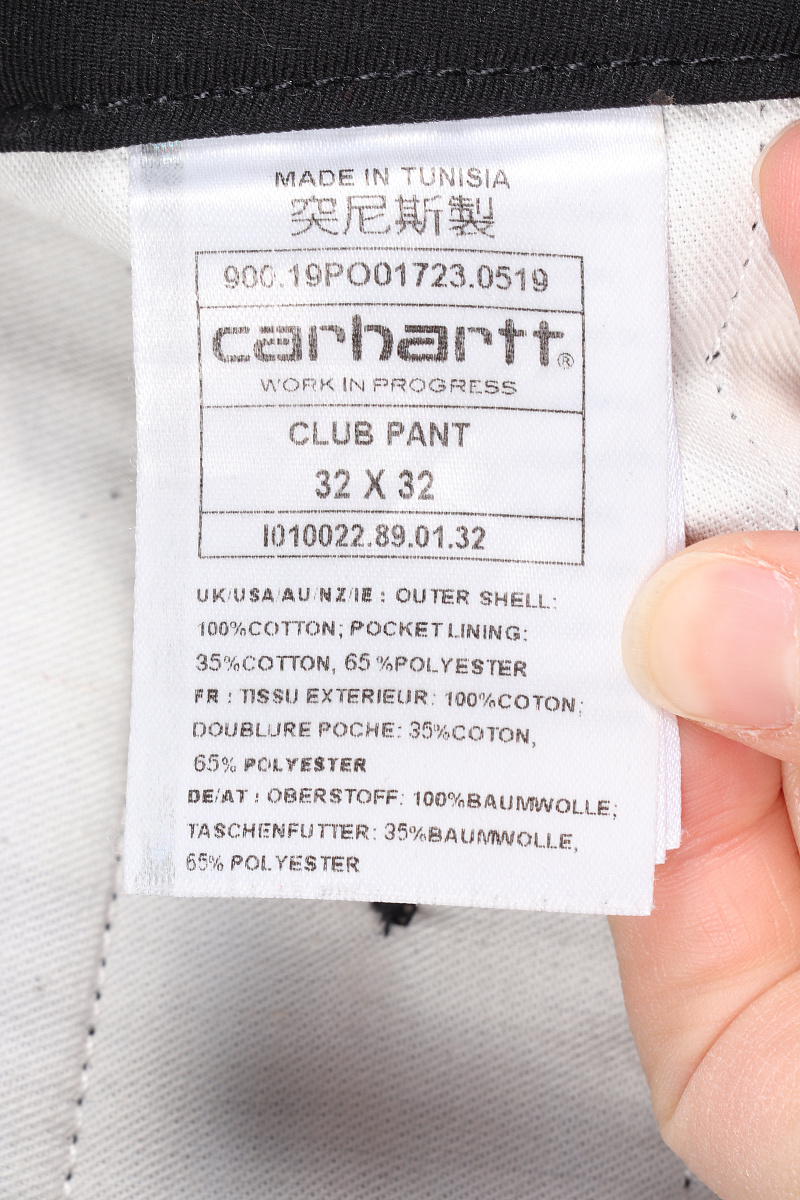 MADE IN TUNISIA
突尼斯製
900.19PO01723.0519
carhartt®
WORK IN PROGRESS
CLUB PANT
32 X 32
I010022.89.01.32
UK/USA/AU/NZ/IE : OUTER SHELL:
100%COTTON; POCKET LINING:
35%COTTON, 65%POLYESTER
FR : TISSU EXTERIEUR: 100%COTON;
DOUBLURE POCHE: 35%COTON,
65% POLYESTER
DE/AT : OBERSTOFF: 100%BAUMWOLLE;
TASCHENFUTTER: 35%BAUMWOLLE,
65% POLYESTER